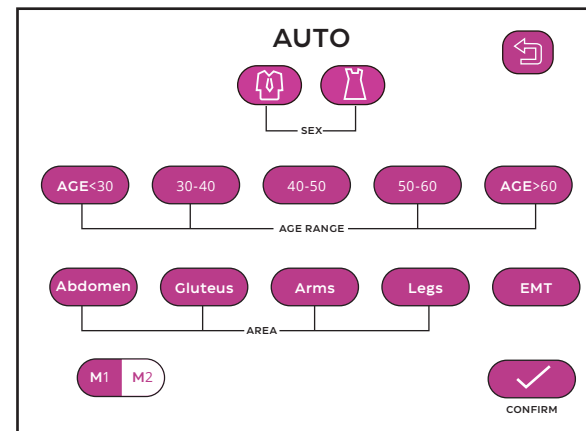 AUTO
SEX
AGE<30 30-40 40-50 50-60 AGE>60
AGE RANGE
Abdomen Gluteus Arms Legs EMT
AREA
M1 M2
CONFIRM